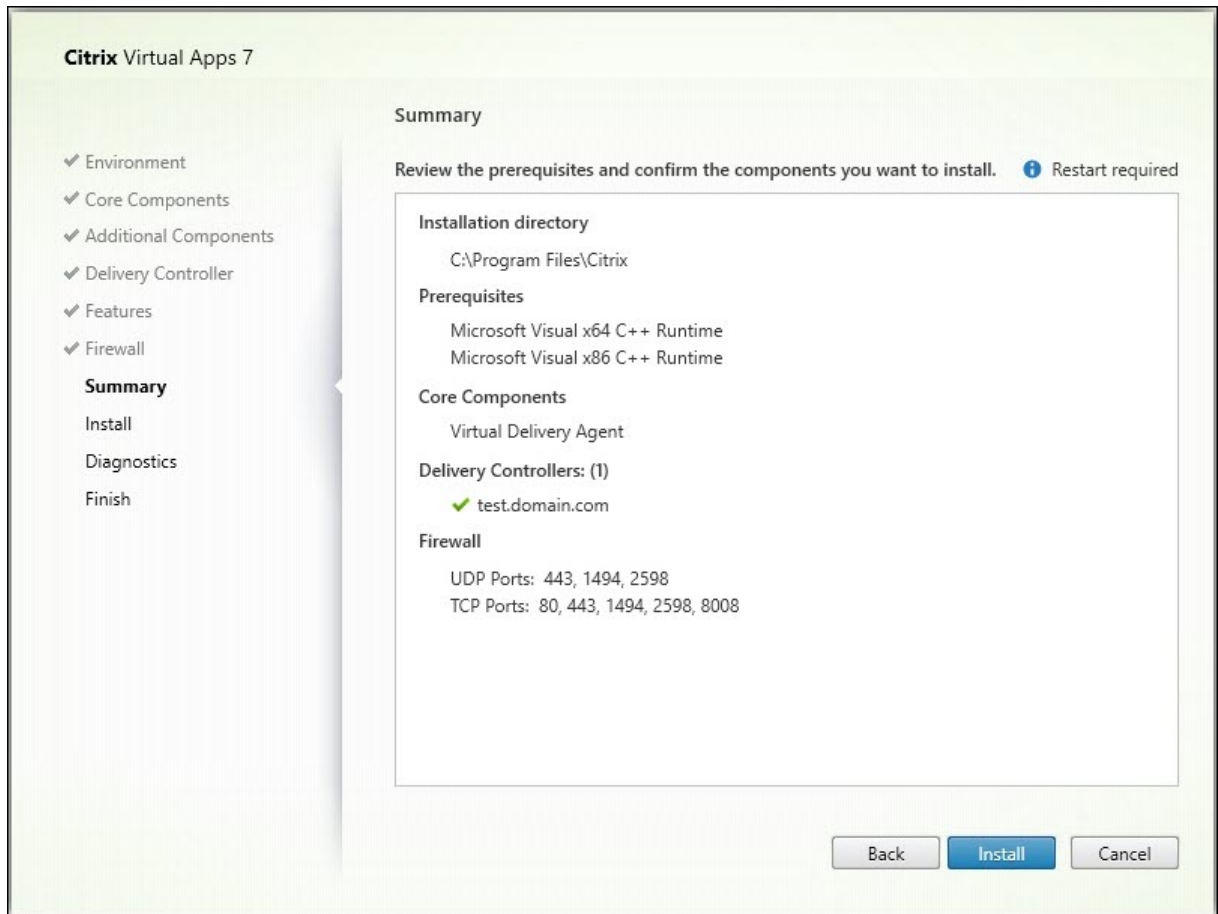 Citrix Virtual Apps 7
Environment
Core Components
Additional Components
Delivery Controller
Features
Firewall
Summary
Install
Diagnostics
Finish
Summary
Review the prerequisites and confirm the components you want to install. Restart required
Installation directory
C:\Program Files\Citrix
Prerequisites
Microsoft Visual x64 C++ Runtime
Microsoft Visual x86 C++ Runtime
Core Components
Virtual Delivery Agent
Delivery Controllers: (1)
test.domain.com
Firewall
UDP Ports: 443, 1494, 2598
TCP Ports: 80, 443, 1494, 2598, 8008
Back Install Cancel